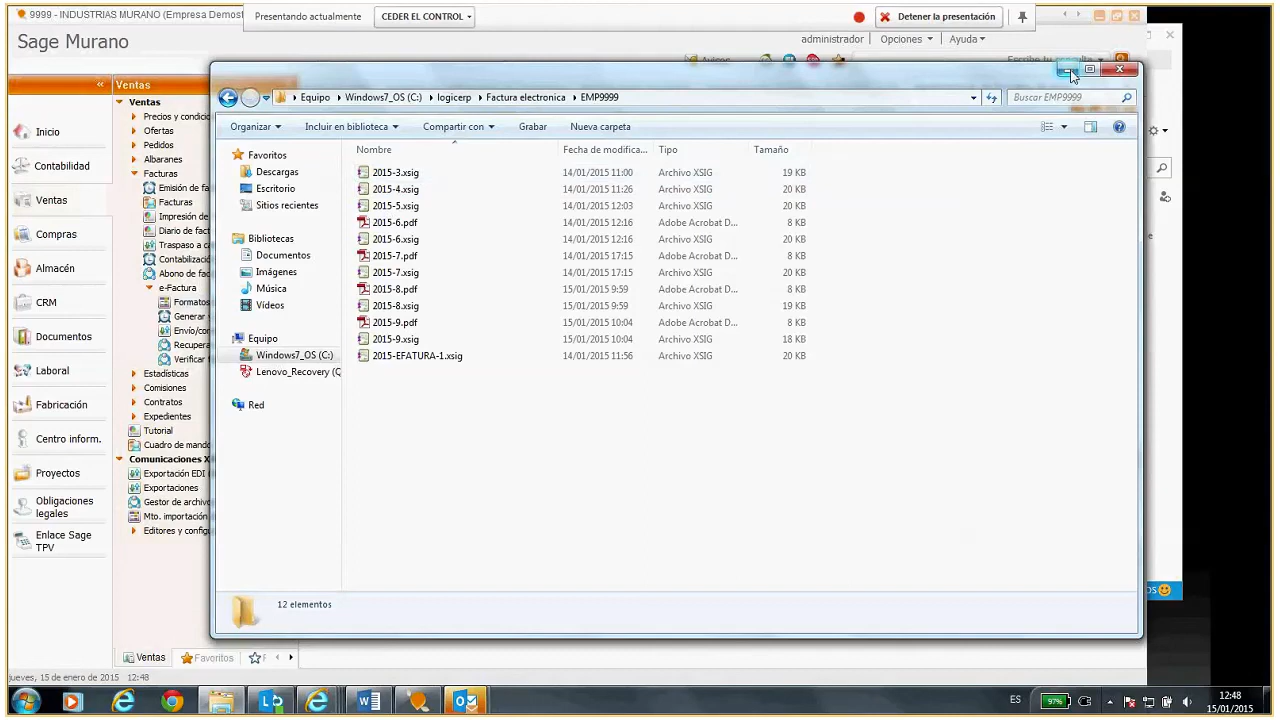 9999 - INDUSTRIAS MURANO (Empresa Demost
Presentando actualmente
CEDER EL CONTROL
Detener la presentación
Sage Murano
administrador
Opciones
Ayuda
Avisos
Equipo
Windows7_OS (C:)
logicerp
Factura electronica
EMP9999
Buscar EMP9999
Organizar
Incluir en biblioteca
Compartir con
Grabar
Nueva carpeta
Inicio
Contabilidad
Ventas
Compras
Almacén
CRM
Documentos
Laboral
Fabricación
Centro inform.
Proyectos
Obligaciones
legales
Enlace Sage
TPV
Ventas
Ventas
Precios y condicio
Ofertas
Pedidos
Albaranes
Facturas
Emisión de fa
Facturas
Impresión de
Diario de fact
Traspaso a ca
Contabilizació
Abono de fac
e-Factura
Formatos
Generar y
Envío/cor
Recupera
Verificar f
Estadísticas
Comisiones
Contratos
Expedientes
Tutorial
Cuadro de mando
Comunicaciones X
Exportación EDI (
Exportaciones
Gestor de archivo
Mto. importación
Editores y configu
Favoritos
Descargas
Escritorio
Sitios recientes
Bibliotecas
Documentos
Imágenes
Música
Vídeos
Equipo
Windows7_OS (C:)
Lenovo_Recovery (Q
Red
Nombre Fecha de modifica... Tipo Tamaño
2015-3.xsig 14/01/2015 11:00 Archivo XSIG 19 KB
2015-4.xsig 14/01/2015 11:26 Archivo XSIG 20 KB
2015-5.xsig 14/01/2015 12:03 Archivo XSIG 20 KB
2015-6.pdf 14/01/2015 12:16 Adobe Acrobat D... 8 KB
2015-6.xsig 14/01/2015 12:16 Archivo XSIG 20 KB
2015-7.pdf 14/01/2015 17:15 Adobe Acrobat D... 8 KB
2015-7.xsig 14/01/2015 17:15 Archivo XSIG 20 KB
2015-8.pdf 15/01/2015 9:59 Adobe Acrobat D... 8 KB
2015-8.xsig 15/01/2015 9:59 Archivo XSIG 19 KB
2015-9.pdf 15/01/2015 10:04 Adobe Acrobat D... 8 KB
2015-9.xsig 15/01/2015 10:04 Archivo XSIG 18 KB
2015-EFATURA-1.xsig 14/01/2015 11:56 Archivo XSIG 20 KB
12 elementos
Ventas
Favoritos
jueves, 15 de enero de 2015 12:48
ES
97%
12:48
15/01/2015